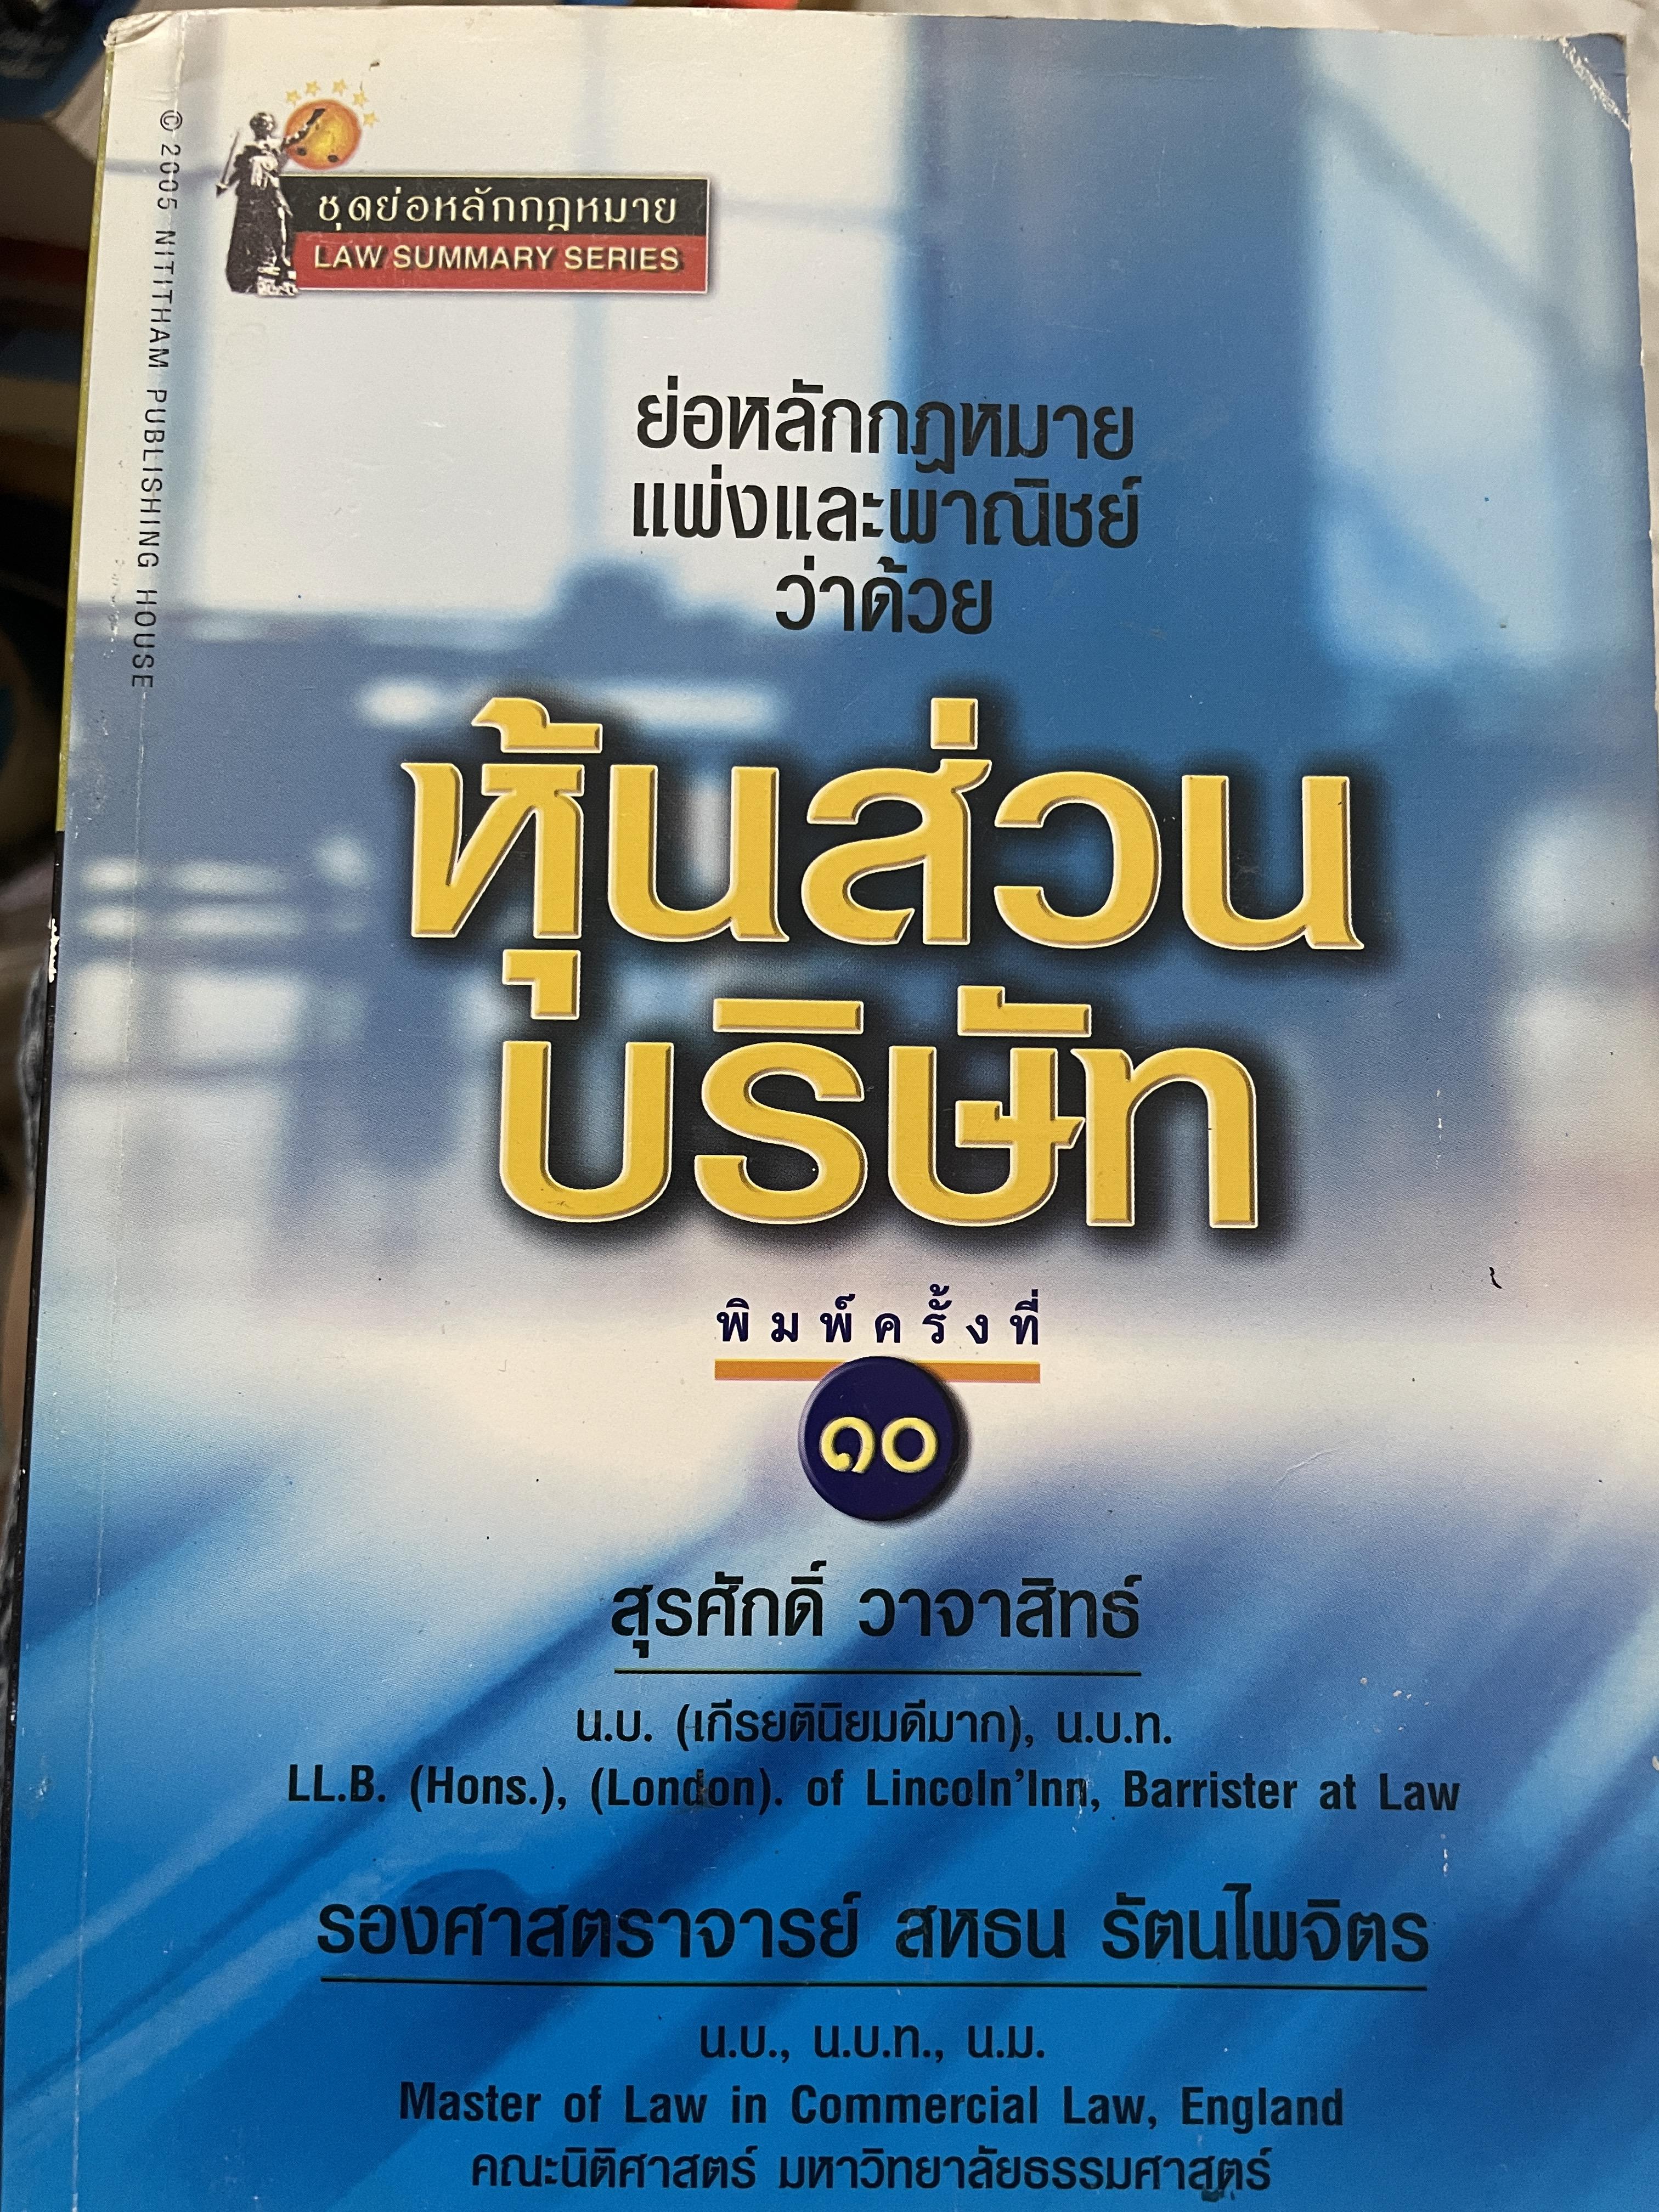 © 2005 NITITHAM PUBLISHING HOUSE
ชุดย่อหลักกฎหมาย
LAW SUMMARY SERIES
ย่อหลักกฎหมาย
แพ่งและพาณิชย์
ว่าด้วย
หุ้นส่วน
บริษัท
พิมพ์ครั้งที่
๑๐
สุรศักดิ์ วาจาสิทธ์
น.บ. (เกียรตินิยมดีมาก), น.บ.ท.
LL.B. (Hons.), (London). of Lincoln'Inn, Barrister at Law
รองศาสตราจารย์ สหธน รัตนไพจิตร
น.บ., น.บ.ท., น.ม.
Master of Law in Commercial Law, England
คณะนิติศาสตร์ มหาวิทยาลัยธรรมศาสตร์